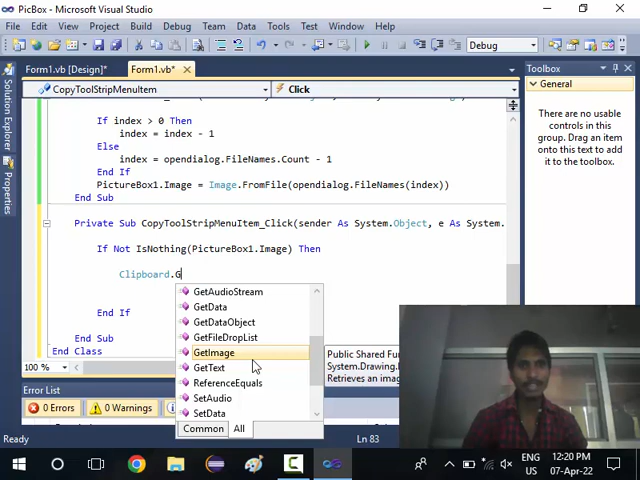 PicBox - Microsoft Visual Studio
File Edit View Project Build Debug Team Data Tools Test Window Help
Debug
Form1.vb [Design]* Form1.vb*
Toolbox
CopyToolStripMenuItem Click
General
Solution Explorer
Properties
There are no usable
controls in this
group. Drag an item
onto this text to
add it to the toolbox.
If index > 0 Then
index = index - 1
Else
index = opendialog.FileNames.Count - 1
End If
PictureBox1.Image = Image.FromFile(opendialog.FileNames(index))
End Sub
Private Sub CopyToolStripMenuItem_Click(sender As System.Object, e As System.
If Not IsNothing(PictureBox1.Image) Then
Clipboard.G
GetAudioStream
GetData
GetDataObject
GetFileDropList
GetImage
GetText
ReferenceEquals
SetAudio
SetData
Common All
Public Shared Fun
System.Drawing.
Retrieves an imag
End If
End Sub
End Class
100 %
Error List
0 Errors 0 Warnings
Ready
Ln 83
ENG
US
12:20 PM
07-Apr-22